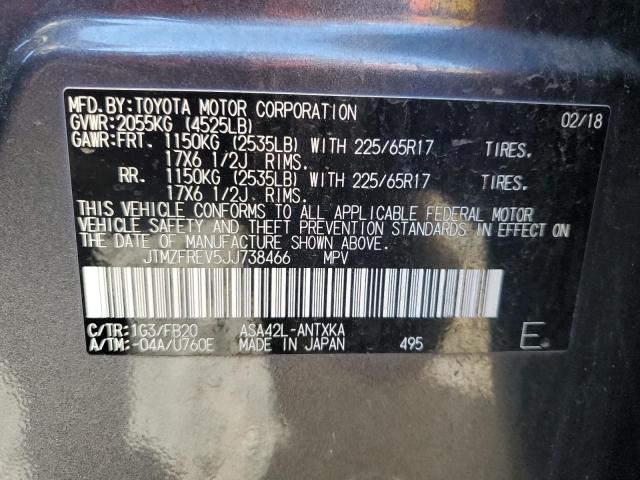 MFD.BY:TOYOTA MOTOR CORPORATION 02/18
GVWR:2055KG (4525LB)
GAWR:FRT. 1150KG (2535LB) WITH 225/65R17 TIRES.
17X6 1/2J RIMS.
RR. 1150KG (2535LB) WITH 225/65R17 TIRES.
17X6 1/2J RIMS.
THIS VEHICLE CONFORMS TO ALL APPLICABLE FEDERAL MOTOR
VEHICLE SAFETY AND THEFT PREVENTION STANDARDS IN EFFECT ON
THE DATE OF MANUFACTURE SHOWN ABOVE.
JTMZFREV5JJ738466 MPV
C/TR:1G3/FB20 ASA42L-ANTXKA
A/TM:-04A/U760E MADE IN JAPAN 495 E